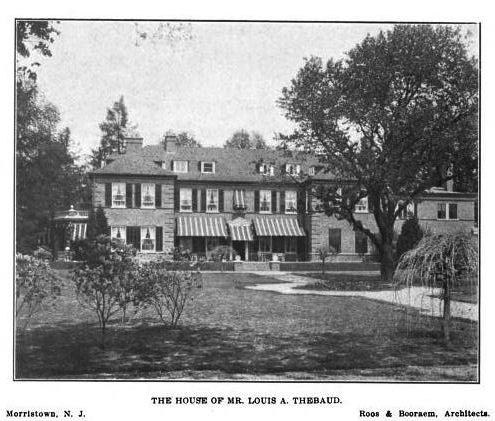 THE HOUSE OF MR. LOUIS A. THEBAUD.
Morristown, N. J. Roos & Booraem, Architects.